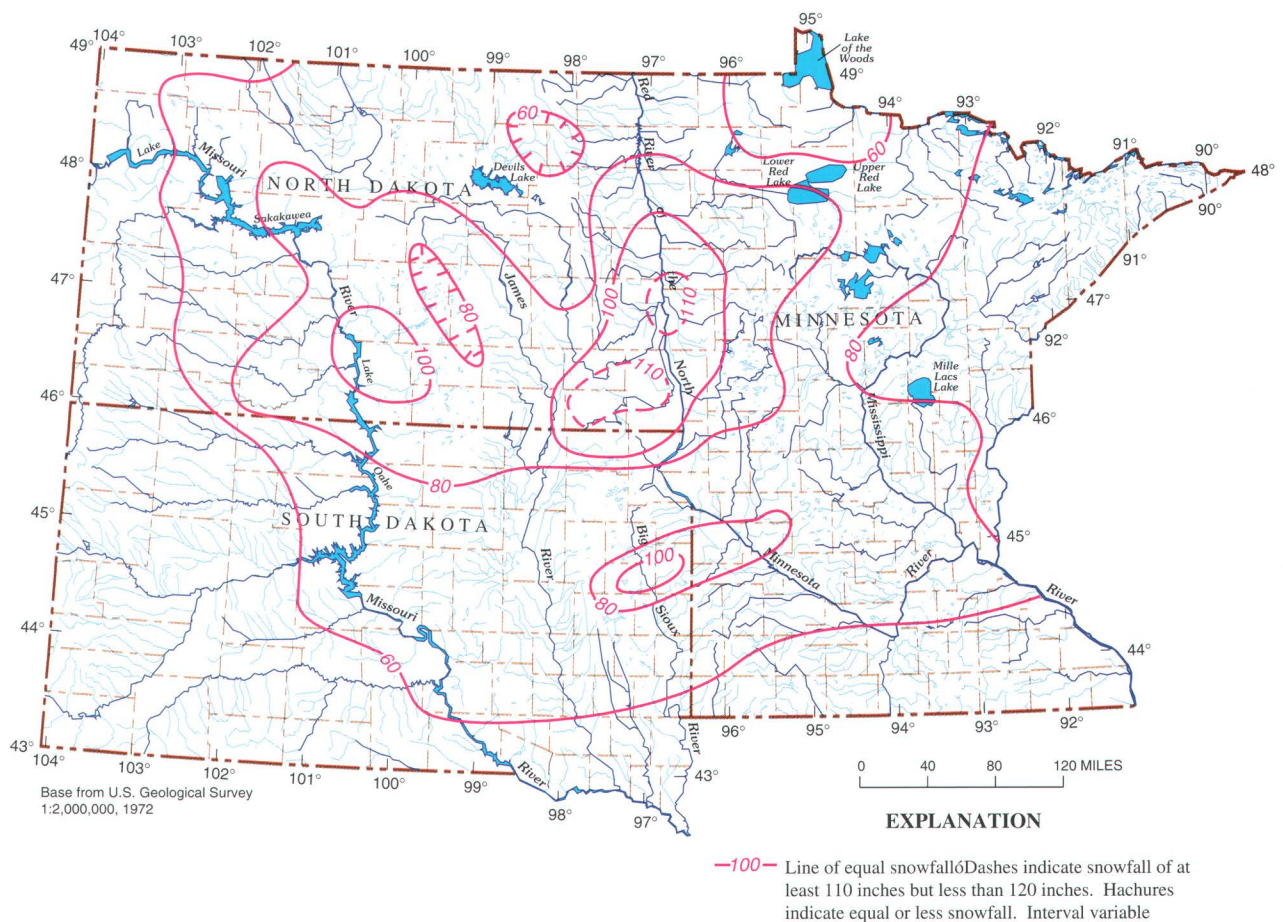 49° 104° 103° 102° 101° 100° 99° 98° 97° 96° 95°
Lake
of the
Woods
49°
94° 93° 92° 91° 90°
48°
90°
91°
47°
92°
46°
45°
44°
48°
47°
46°
45°
44°
43°
104° 103° 102° 101° 100° 99° 98° 97°
43°
96° 95° 94° 93° 92°
Lake
Missouri
Sakakawea
River
Lake
Oahe
Missouri
River
NORTH DAKOTA
Devils
Lake
James
River
Red
River
of
the
North
Lower
Red
Lake
Upper
Red
Lake
MINNESOTA
Mille
Lacs
Lake
Mississippi
River
Minnesota
River
SOUTH DAKOTA
Big
Sioux
River
60
60
60
80
80
80
80
100
100
100
110
110
60
Base from U.S. Geological Survey
1:2,000,000, 1972
0 40 80 120 MILES
EXPLANATION
100 Line of equal snowfallóDashes indicate snowfall of at
least 110 inches but less than 120 inches. Hachures
indicate equal or less snowfall. Interval variable